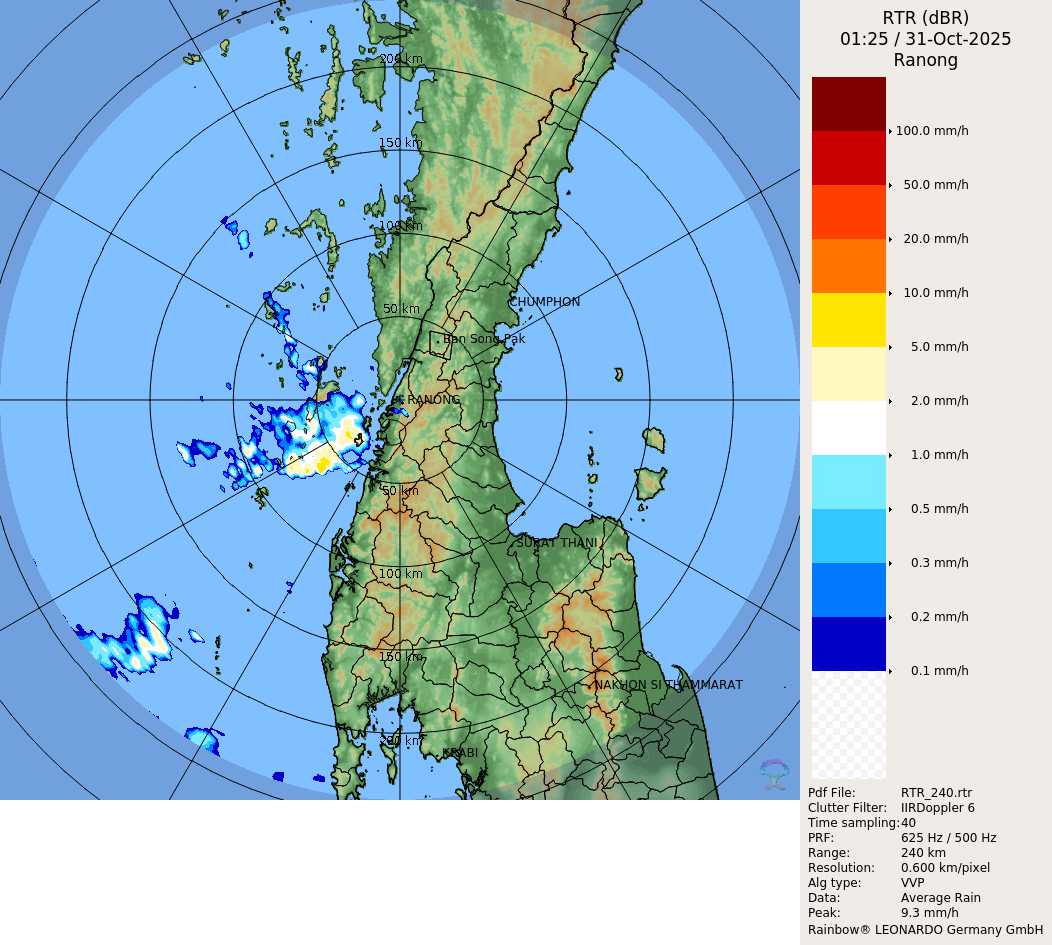 RTR (dBR)
01:25 / 31-Oct-2025
Ranong
200 km
150 km
100 km
50 km
CHUMPHON
Ban Song Pak
RANONG
50 km
SURAT THANI
100 km
150 km
NAKHON SI THAMMARAT
200 km
KRABI
100.0 mm/h
50.0 mm/h
20.0 mm/h
10.0 mm/h
5.0 mm/h
2.0 mm/h
1.0 mm/h
0.5 mm/h
0.3 mm/h
0.2 mm/h
0.1 mm/h
Pdf File: RTR_240.rtr
Clutter Filter: IIRDoppler 6
Time sampling:40
PRF: 625 Hz / 500 Hz
Range: 240 km
Resolution: 0.600 km/pixel
Alg type: VVP
Data: Average Rain
Peak: 9.3 mm/h
Rainbow® LEONARDO Germany GmbH